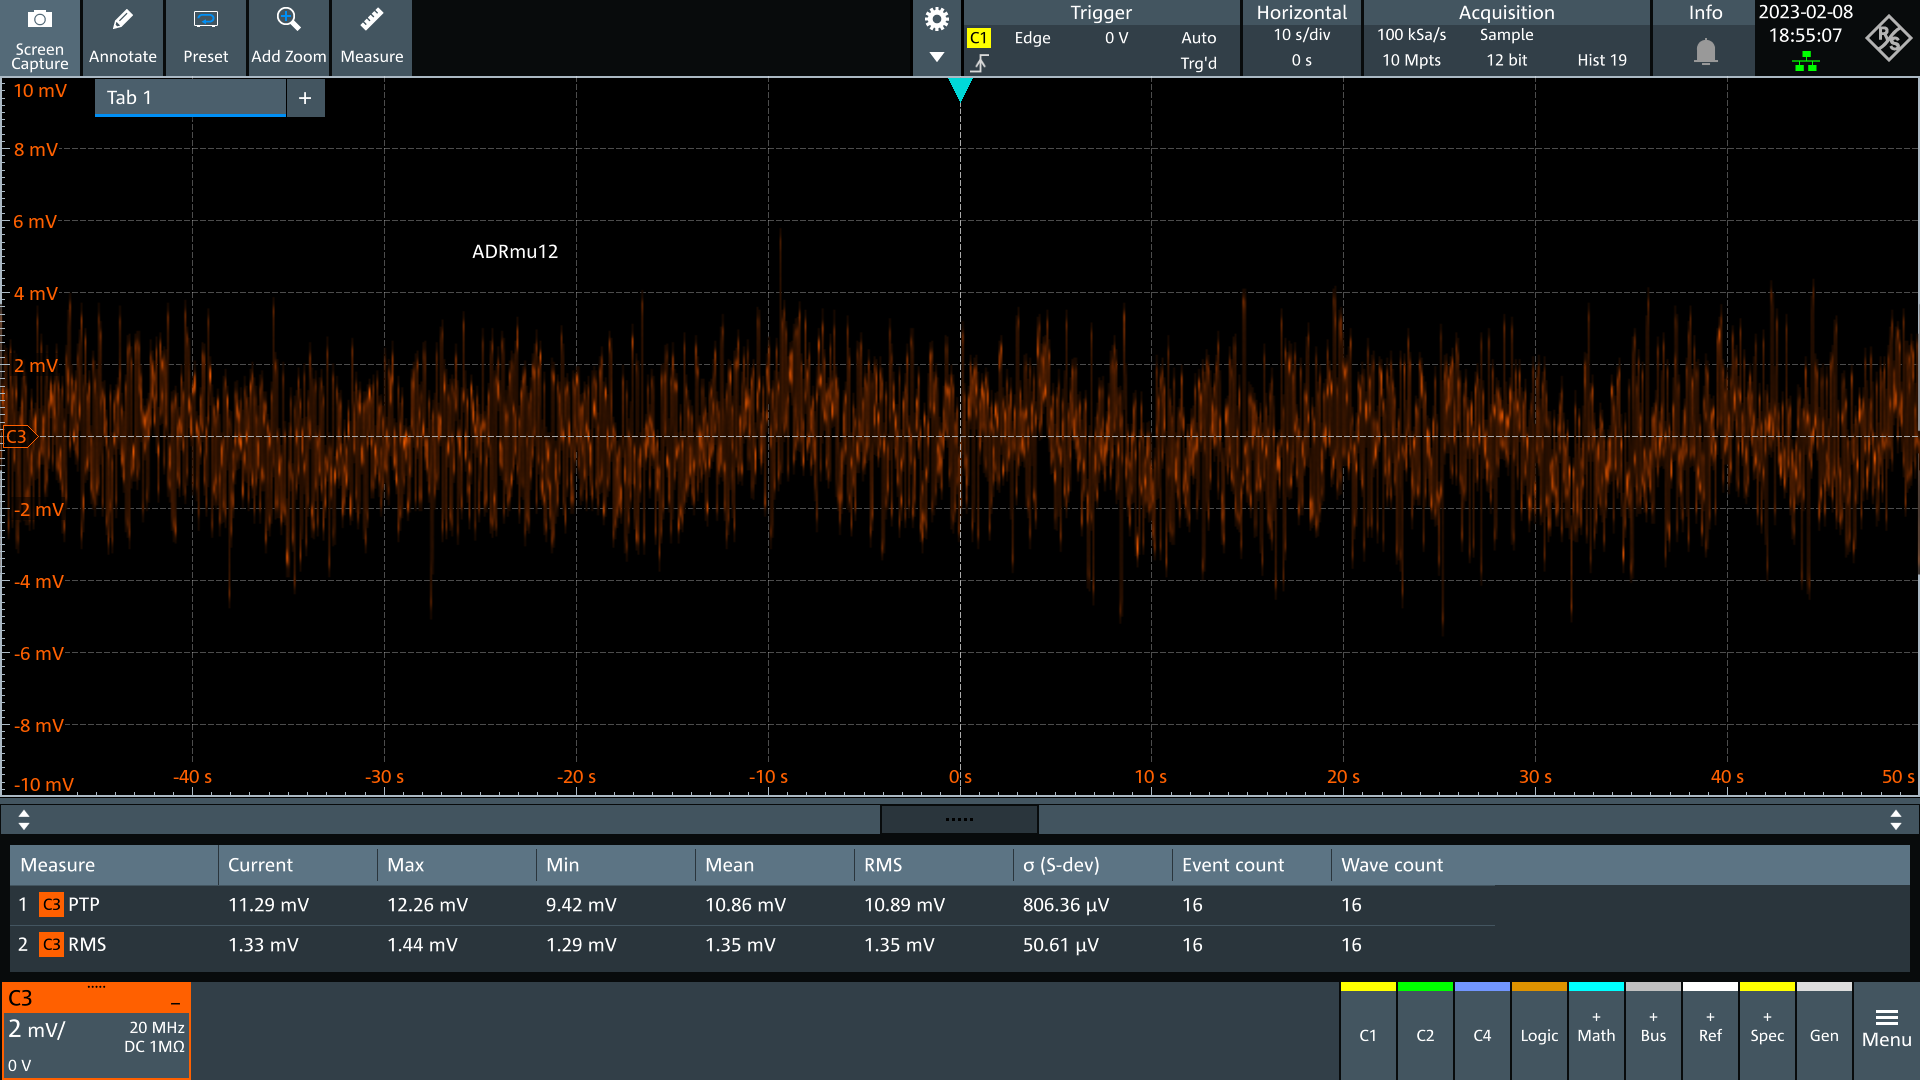 Screen Capture
Annotate
Preset
Add Zoom
Measure
Trigger
C1 Edge 0 V Auto
Trg'd
Horizontal
10 s/div
0 s
Acquisition
100 kSa/s Sample
10 Mpts 12 bit Hist 19
Info
2023-02-08
18:55:07
R S
Tab 1 +
10 mV
8 mV
6 mV
ADRmu12
4 mV
2 mV
C3
-2 mV
-4 mV
-6 mV
-8 mV
-10 mV
-40 s -30 s -20 s -10 s 0 s 10 s 20 s 30 s 40 s 50 s
Measure Current Max Min Mean RMS σ (S-dev) Event count Wave count
1 C3 PTP 11.29 mV 12.26 mV 9.42 mV 10.86 mV 10.89 mV 806.36 µV 16 16
2 C3 RMS 1.33 mV 1.44 mV 1.29 mV 1.35 mV 1.35 mV 50.61 µV 16 16
C3
2 mV/ 20 MHz
DC 1MΩ
0 V
C1
C2
C4
Logic
+ Math
+ Bus
+ Ref
+ Spec
Gen
Menu